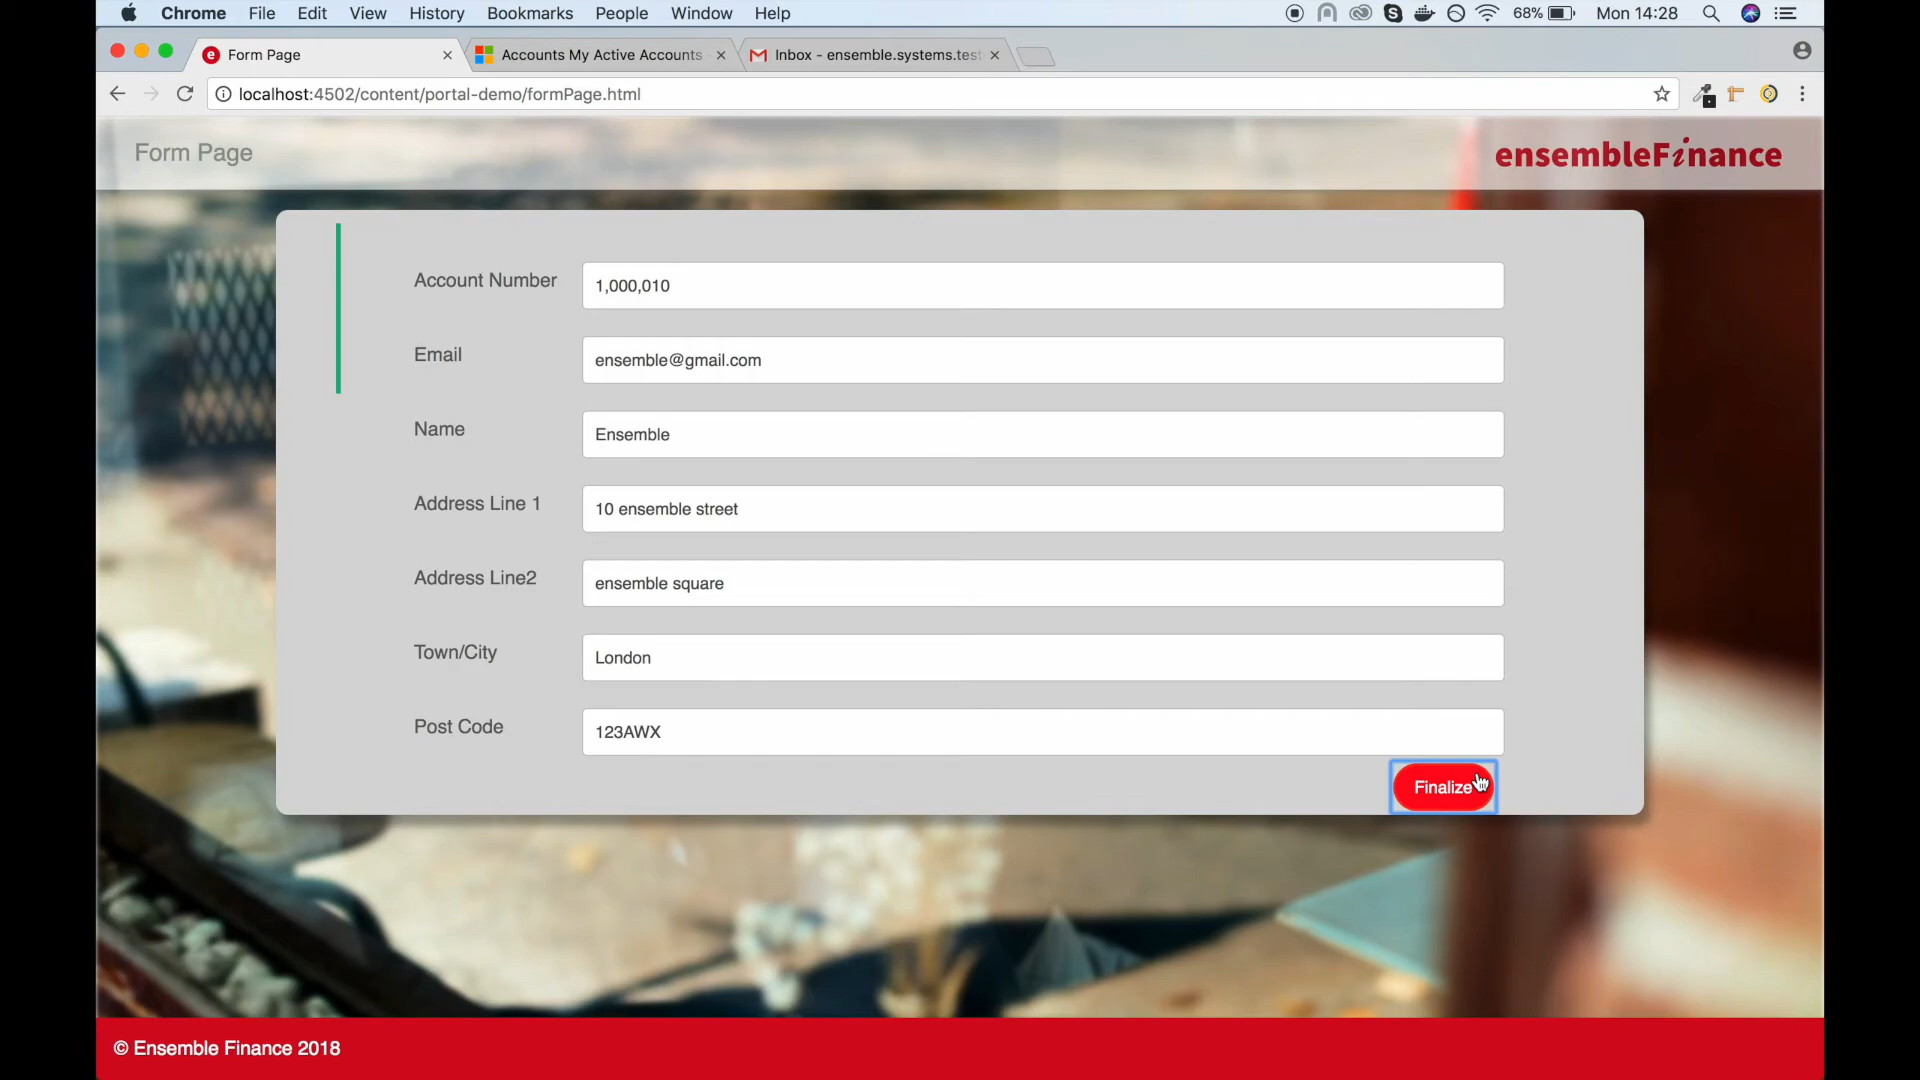 Chrome File Edit View History Bookmarks People Window Help 68% Mon 14:28
Form Page Accounts My Active Accounts Inbox - ensemble.systems.test
localhost:4502/content/portal-demo/formPage.html
Form Page
ensembleFinance
Account Number 1,000,010
Email ensemble@gmail.com
Name Ensemble
Address Line 1 10 ensemble street
Address Line2 ensemble square
Town/City London
Post Code 123AWX
Finalize
© Ensemble Finance 2018